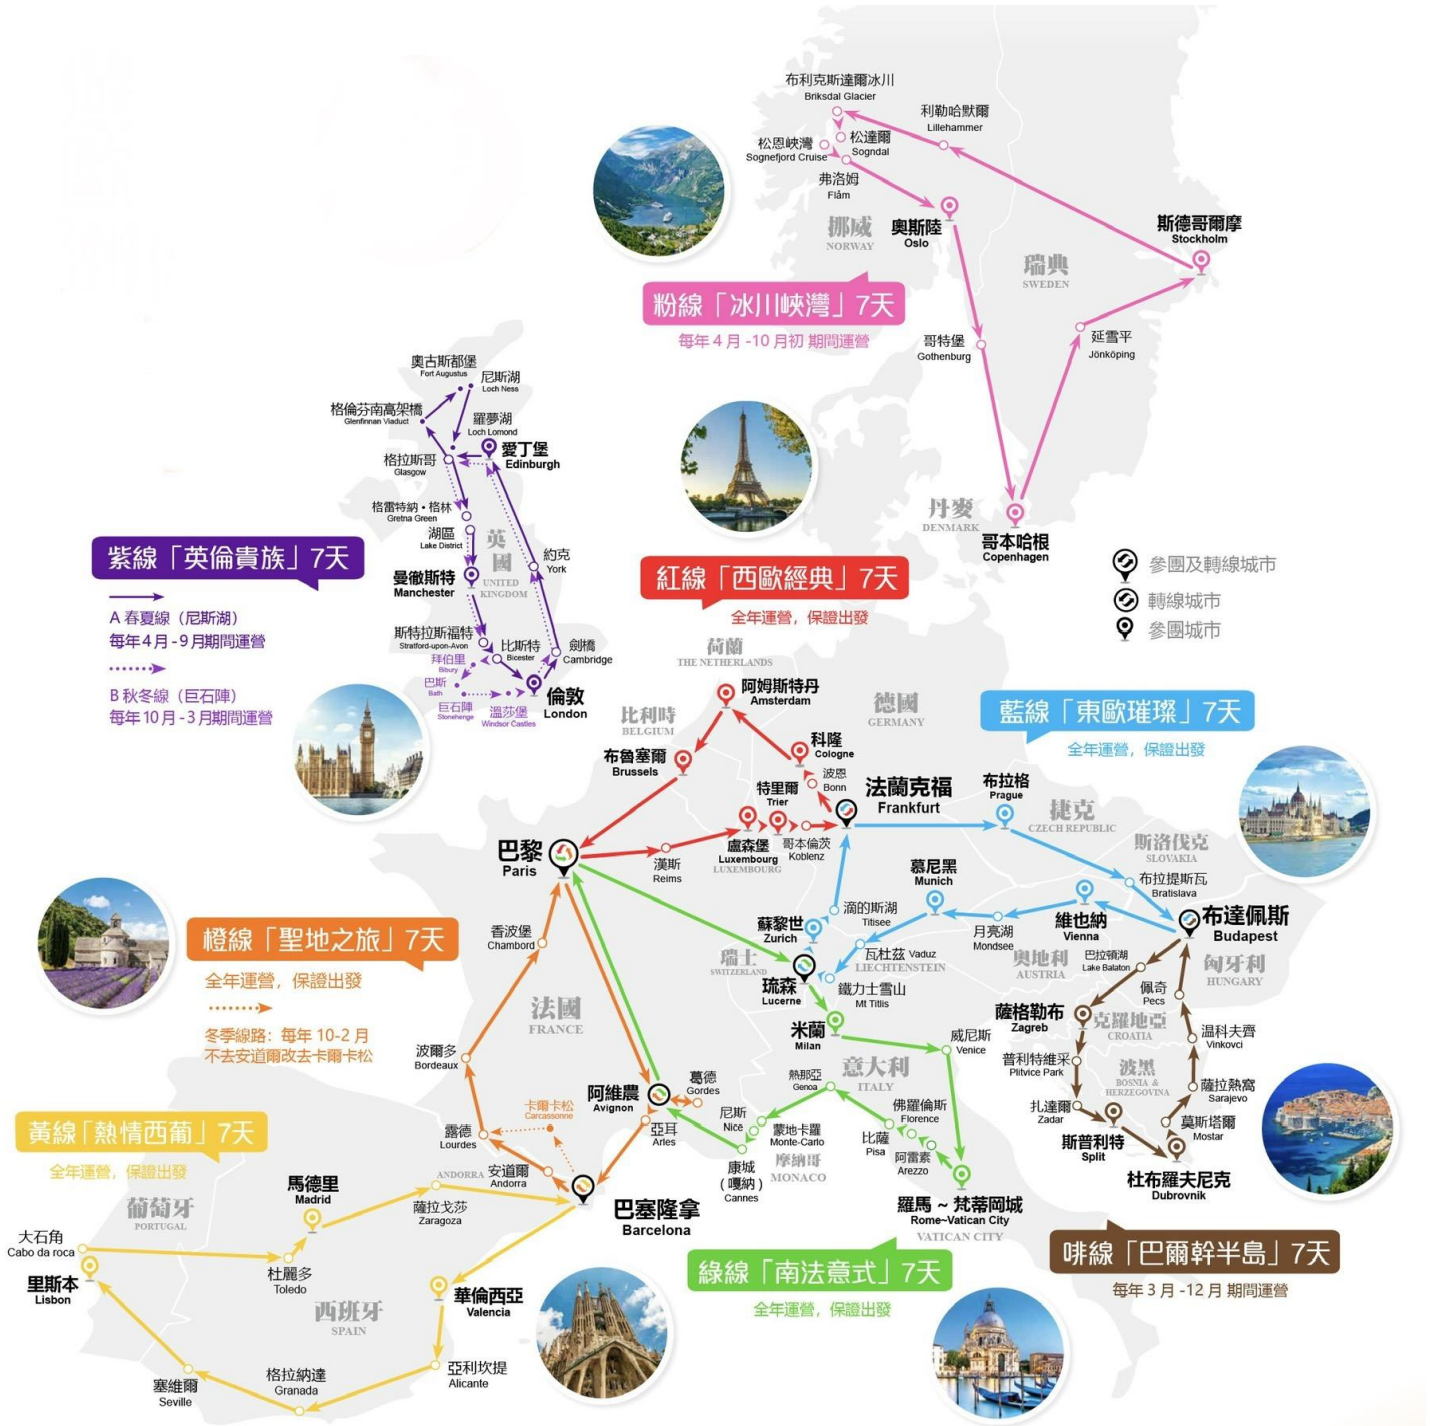 布利克斯達爾冰川
Briksdal Glacier
利勒哈默爾
Lillehammer
松恩峽灣
Sognefjord Cruise
松達爾
Sogndal
弗洛姆
Flåm
挪威
NORWAY
奧斯陸
Oslo
斯德哥爾摩
Stockholm
瑞典
SWEDEN
粉線「冰川峽灣」7天
每年 4 月 -10 月初 期間運營
哥特堡
Gothenburg
延雪平
Jönköping
丹麥
DENMARK
哥本哈根
Copenhagen
奧古斯都堡
Fort Augustus
尼斯湖
Loch Ness
格倫芬南高架橋
Glenfinnan Viaduct
羅夢湖
Loch Lomond
愛丁堡
Edinburgh
格拉斯哥
Glasgow
格雷特納・格林
Gretna Green
湖區
Lake District
英國
UNITED
KINGDOM
約克
York
曼徹斯特
Manchester
斯特拉斯福特
Stratford-upon-Avon
比斯特
Bicester
劍橋
Cambridge
拜伯里
Bibury
巴斯
Bath
巨石陣
Stonehenge
溫莎堡
Windsor Castles
倫敦
London
紫線「英倫貴族」7天
A 春夏線（尼斯湖）
每年 4 月 - 9 月期間運營
B 秋冬線（巨石陣）
每年 10 月 - 3 月期間運營
參團及轉線城市
轉線城市
參團城市
紅線「西歐經典」7天
全年運營，保證出發
荷蘭
THE NETHERLANDS
阿姆斯特丹
Amsterdam
比利時
BELGIUM
布魯塞爾
Brussels
德國
GERMANY
科隆
Cologne
波恩
Bonn
特里爾
Trier
法蘭克福
Frankfurt
盧森堡
Luxembourg
LUXEMBOURG
哥本倫茨
Koblenz
漢斯
Reims
巴黎
Paris
藍線「東歐璀璨」7天
全年運營，保證出發
布拉格
Prague
捷克
CZECH REPUBLIC
斯洛伐克
SLOVAKIA
布拉提斯瓦
Bratislava
慕尼黑
Munich
維也納
Vienna
月亮湖
Mondsee
布達佩斯
Budapest
蘇黎世
Zurich
滴的斯湖
Titisee
瓦杜茲 Vaduz
LIECHTENSTEIN
鐵力士雪山
Mt Titlis
瑞士
SWITZERLAND
琉森
Lucerne
奧地利
AUSTRIA
匈牙利
HUNGARY
巴拉頓湖
Lake Balaton
佩奇
Pecs
薩格勒布
Zagreb
克羅地亞
CROATIA
温科夫齊
Vinkovci
普利特維采
Plitvice Park
波黑
BOSNIA &
HERZEGOVINA
薩拉熱窩
Sarajevo
扎達爾
Zadar
斯普利特
Split
莫斯塔爾
Mostar
杜布羅夫尼克
Dubrovnik
啡線「巴爾幹半島」7天
每年 3 月 -12 月 期間運營
橙線「聖地之旅」7天
全年運營，保證出發
冬季線路：每年 10-2 月
不去安道爾改去卡爾卡松
香波堡
Chambord
法國
FRANCE
波爾多
Bordeaux
露德
Lourdes
卡爾卡松
Carcassonne
ANDORRA
安道爾
Andorra
阿維農
Avignon
葛德
Gordes
亞耳
Arles
巴塞隆拿
Barcelona
米蘭
Milan
威尼斯
Venice
意大利
ITALY
熱那亞
Genoa
尼斯
Nice
蒙地卡羅
Monte-Carlo
摩納哥
MONACO
康城
（嘎納）
Cannes
佛羅倫斯
Florence
比薩
Pisa
阿雷素
Arezzo
羅馬 ~ 梵蒂岡城
Rome~Vatican City
VATICAN CITY
綠線「南法意式」7天
全年運營，保證出發
黃線「熱情西葡」7天
全年運營，保證出發
葡萄牙
PORTUGAL
馬德里
Madrid
薩拉戈莎
Zaragoza
大石角
Cabo da roca
里斯本
Lisbon
杜麗多
Toledo
西班牙
SPAIN
華倫西亞
Valencia
亞利坎提
Alicante
格拉納達
Granada
塞維爾
Seville